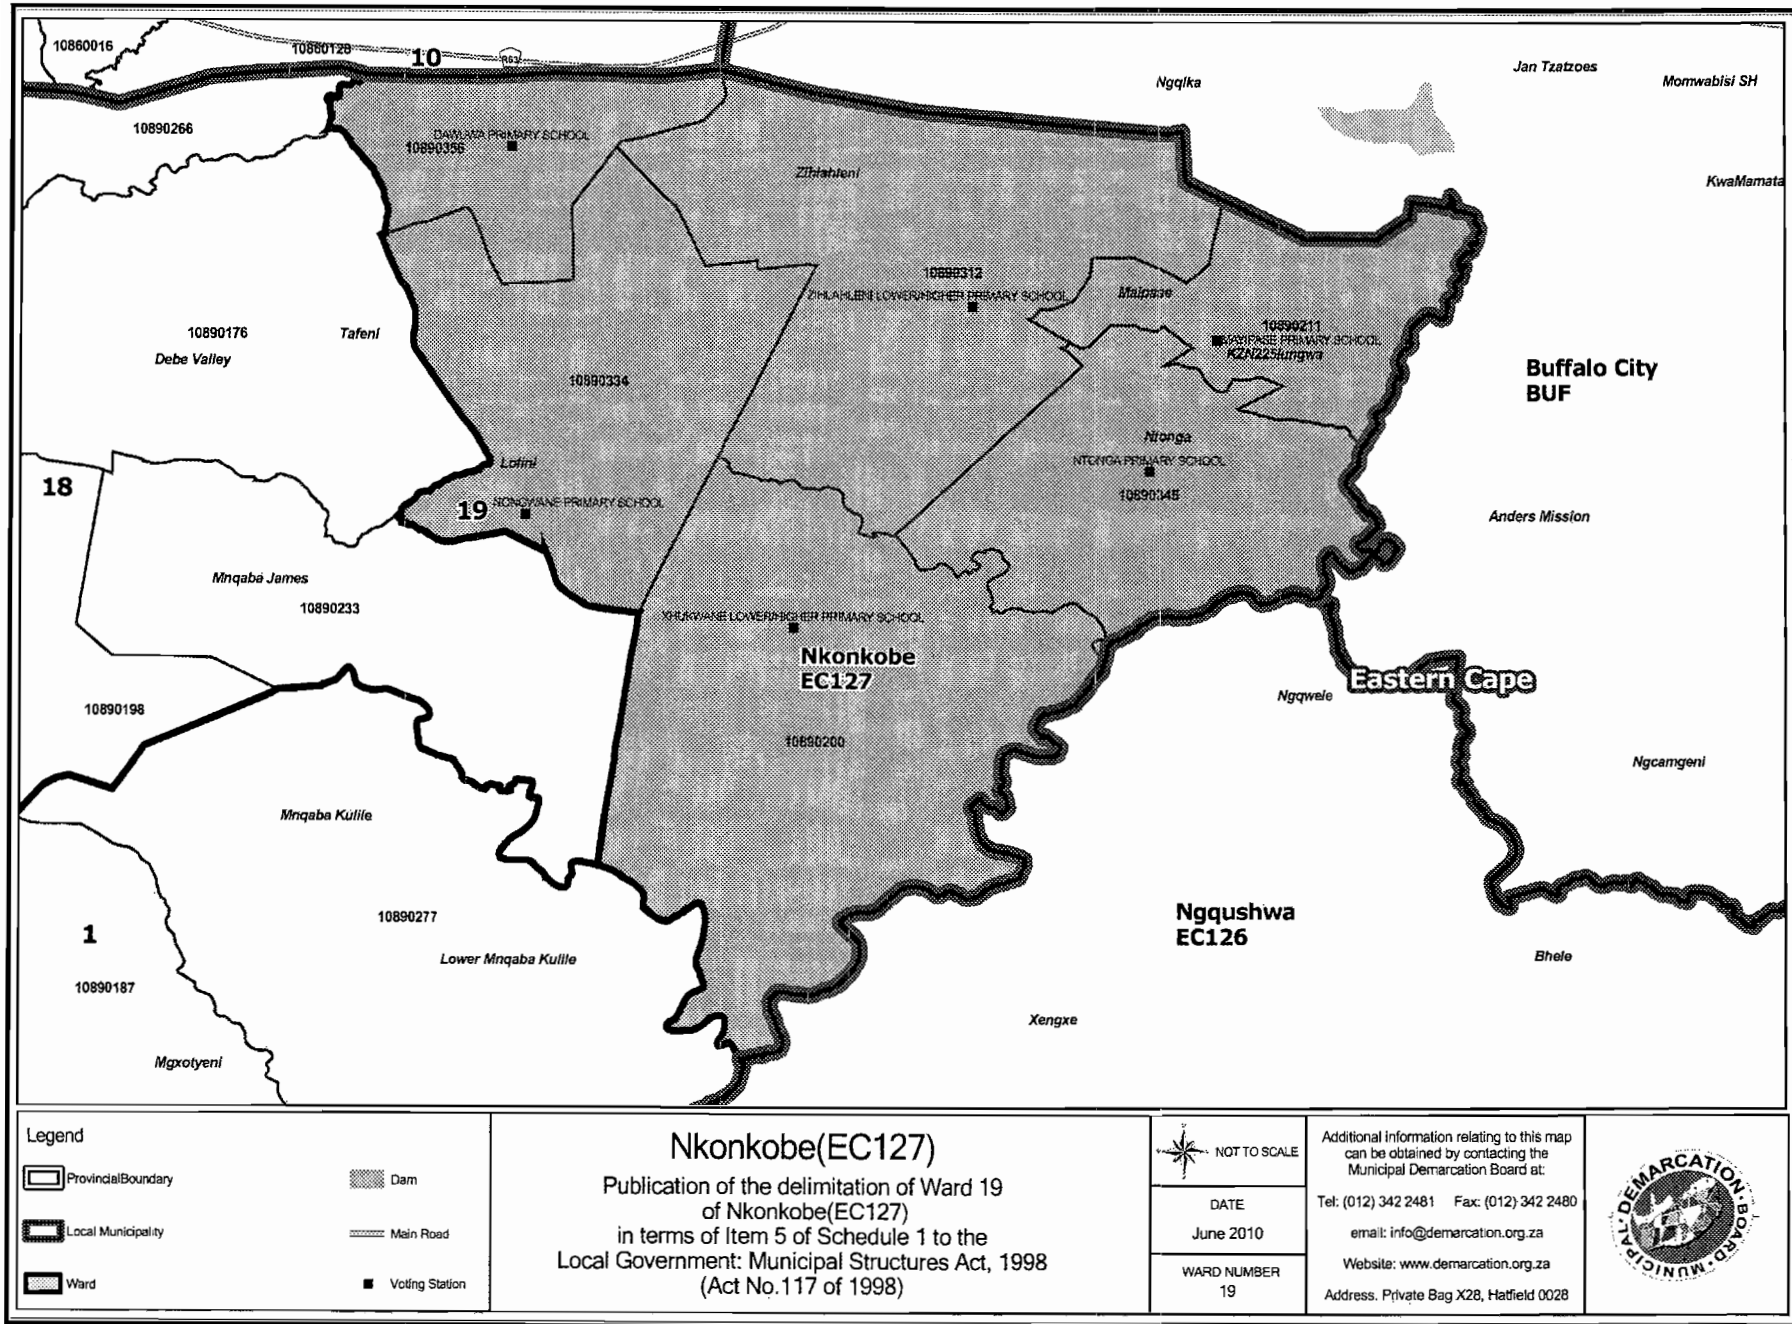 10860016
10860128
10
R63
Ngqika
Jan Tzatzoes
Momwabisi SH
10890266
DAWUWA PRIMARY SCHOOL
10890356
Zihlahleni
KwaMamata
10890312
ZIHLAHLENI LOWER/HIGHER PRIMARY SCHOOL
Maipase
10890211
MAYIPASE PRIMARY SCHOOL
10890176
Tafeni
Debe Valley
10890334
Buffalo City
BUF
Ntonga
NTONGA PRIMARY SCHOOL
10890345
Lofini
18
19
NONGWANE PRIMARY SCHOOL
Anders Mission
Mnqaba James
10890233
XHUKWANE LOWER/HIGHER PRIMARY SCHOOL
Nkonkobe
EC127
Eastern Cape
Ngqwele
10890198
10890200
Ngcamgeni
Mnqaba Kulile
10890277
Ngqushwa
EC126
1
Lower Mnqaba Kulile
Bhele
10890187
Xengxe
Mgxotyeni
Legend
ProvincialBoundary
Dam
Local Municipality
Main Road
Ward
Voting Station
Nkonkobe(EC127)
Publication of the delimitation of Ward 19
of Nkonkobe(EC127)
in terms of Item 5 of Schedule 1 to the
Local Government: Municipal Structures Act, 1998
(Act No.117 of 1998)
NOT TO SCALE
DATE
June 2010
WARD NUMBER
19
Additional information relating to this map
can be obtained by contacting the
Municipal Demarcation Board at:
Tel: (012) 342 2481 Fax: (012) 342 2480
email: info@demarcation.org.za
Website: www.demarcation.org.za
Address. Private Bag X28, Hatfield 0028
MUNICIPAL DEMARCATION BOARD